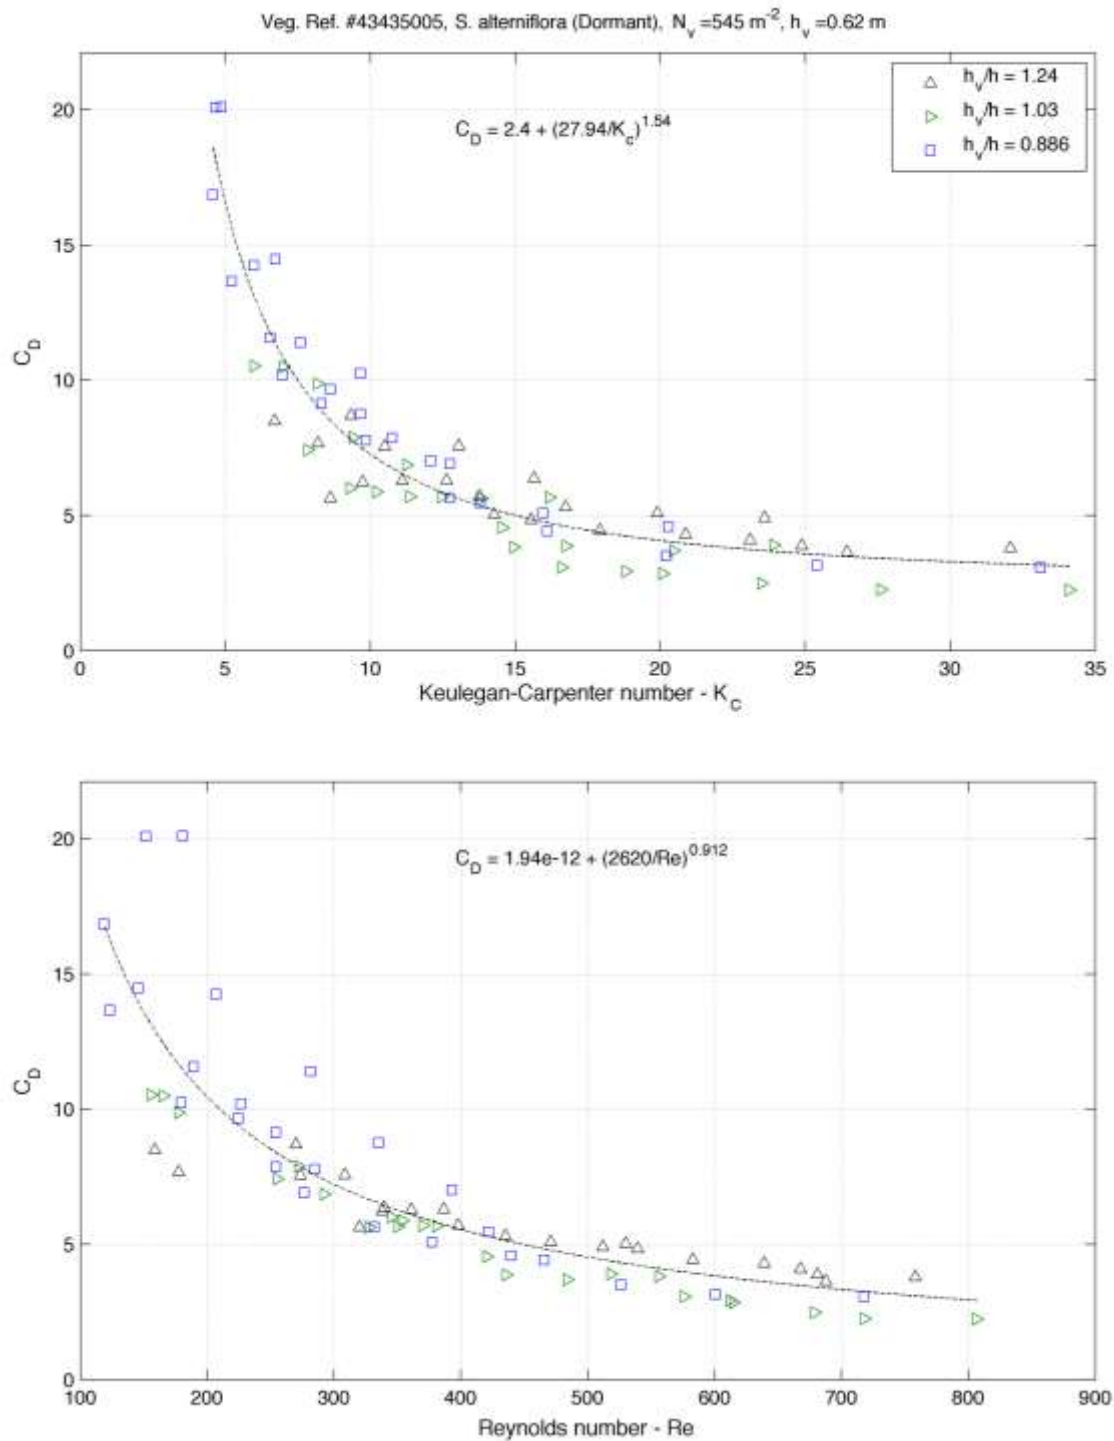 Veg. Ref. #43435005, S. alterniflora (Dormant), N_v =545 m^-2, h_v =0.62 m
h_v/h = 1.24
h_v/h = 1.03
h_v/h = 0.886
C_D = 2.4 + (27.94/K_c)^1.54
20
15
10
5
0
C_D
0 5 10 15 20 25 30 35
Keulegan-Carpenter number - K_C
C_D = 1.94e-12 + (2620/Re)^0.912
20
15
10
5
0
C_D
100 200 300 400 500 600 700 800 900
Reynolds number - Re